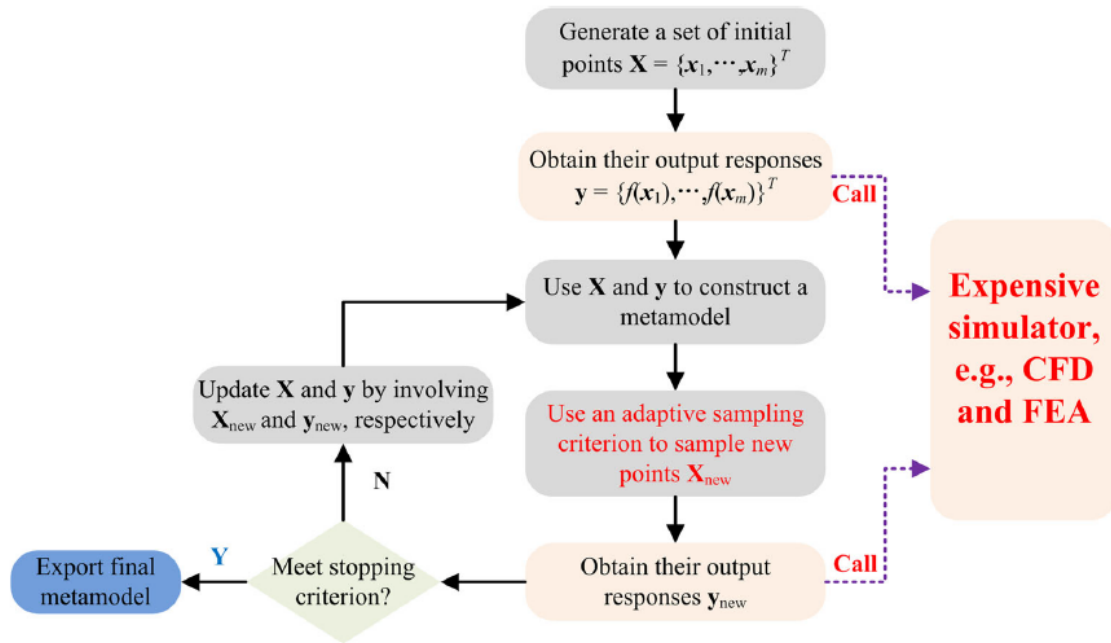 Generate a set of initial
points X = {x₁,⋯,xₘ}ᵀ
Obtain their output responses
y = {f(x₁),⋯,f(xₘ)}ᵀ
Call
Use X and y to construct a
metamodel
Expensive
simulator,
e.g., CFD
and FEA
Update X and y by involving
Xnew and ynew, respectively
Use an adaptive sampling
criterion to sample new
points Xnew
N
Y
Export final
metamodel
Meet stopping
criterion?
Obtain their output
responses ynew
Call